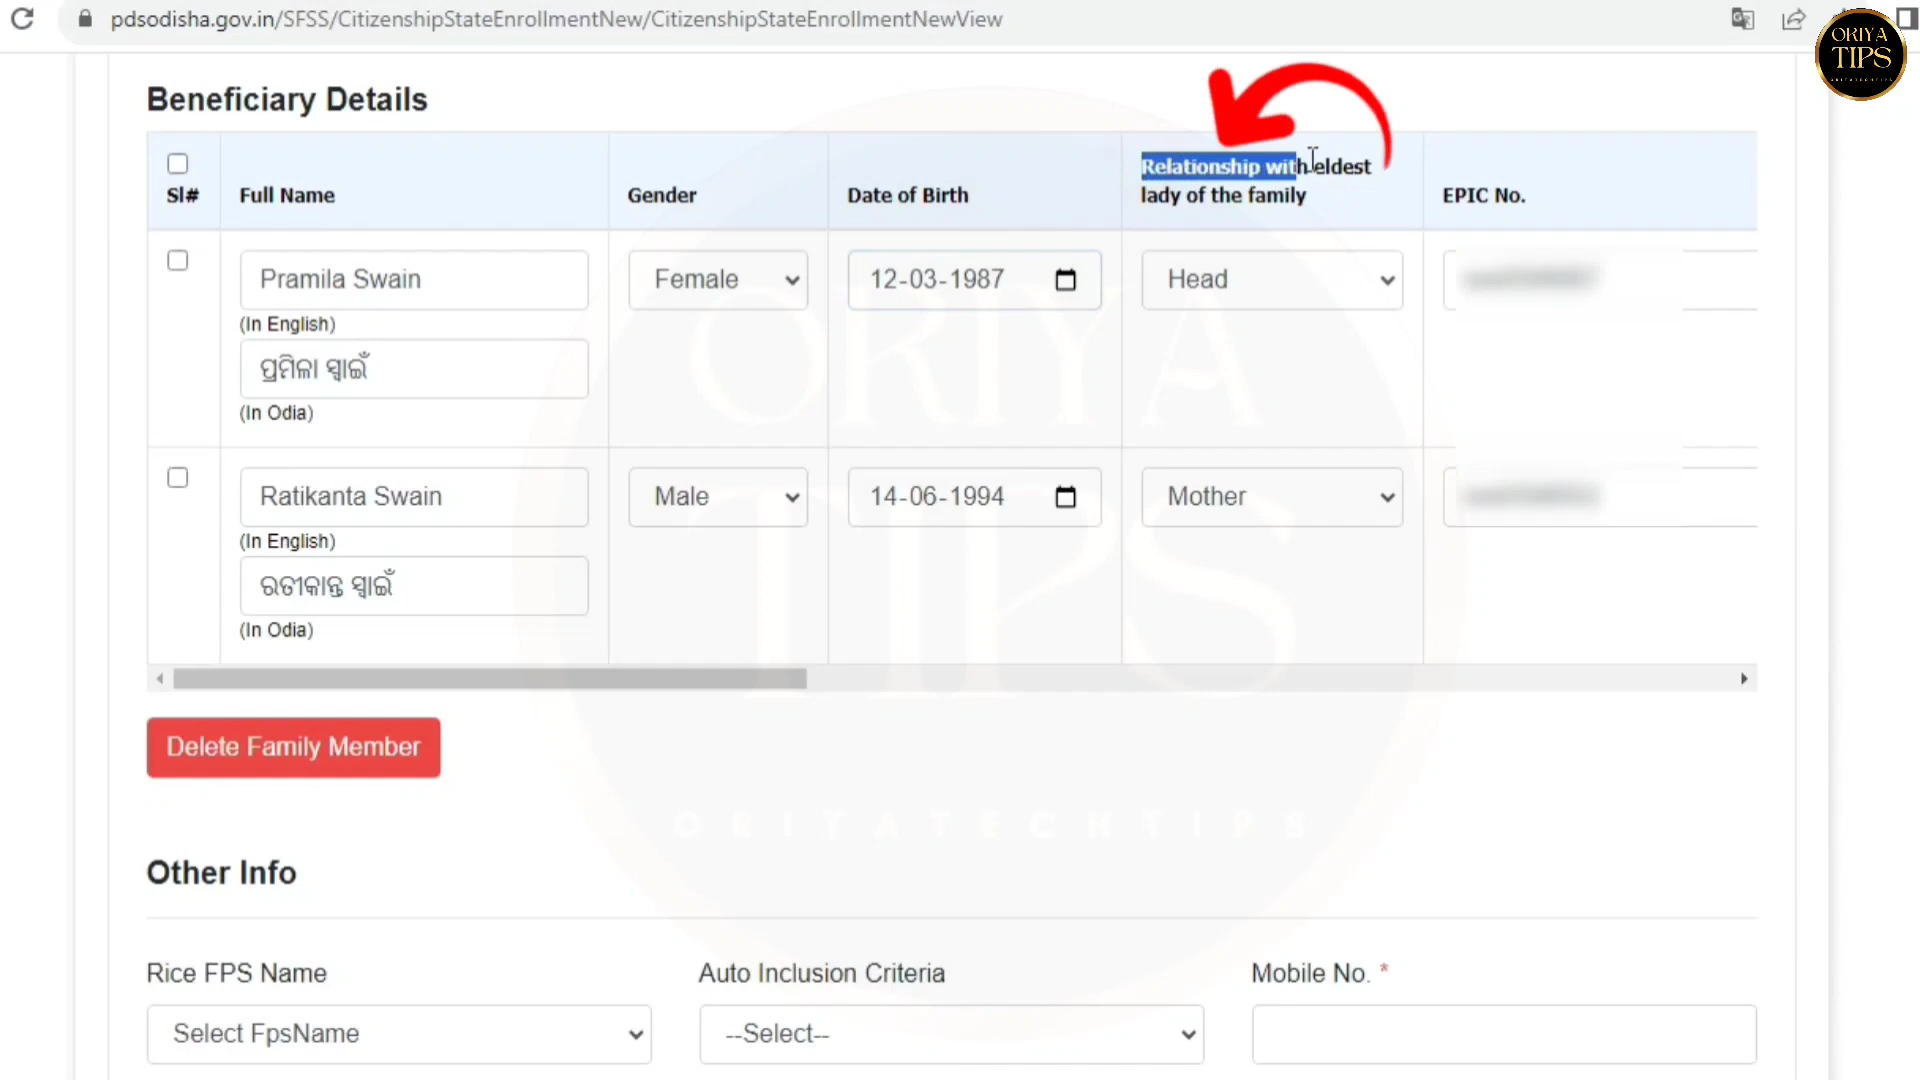 pdsodisha.gov.in/SFSS/CitizenshipStateEnrollmentNew/CitizenshipStateEnrollmentNewView
ORIYA
TIPS
Beneficiary Details
Sl#
Full Name
Gender
Date of Birth
Relationship with eldest
lady of the family
EPIC No.
Pramila Swain
Female
12-03-1987
Head
(In English)
ପ୍ରମିଳା ସ୍ୱାଇଁ
(In Odia)
Ratikanta Swain
Male
14-06-1994
Mother
(In English)
ରତୀକାନ୍ତ ସ୍ୱାଇଁ
(In Odia)
ORIYA
TIPS
ORITATECHTIPS
Delete Family Member
Other Info
Rice FPS Name
Auto Inclusion Criteria
Mobile No. *
Select FpsName
--Select--